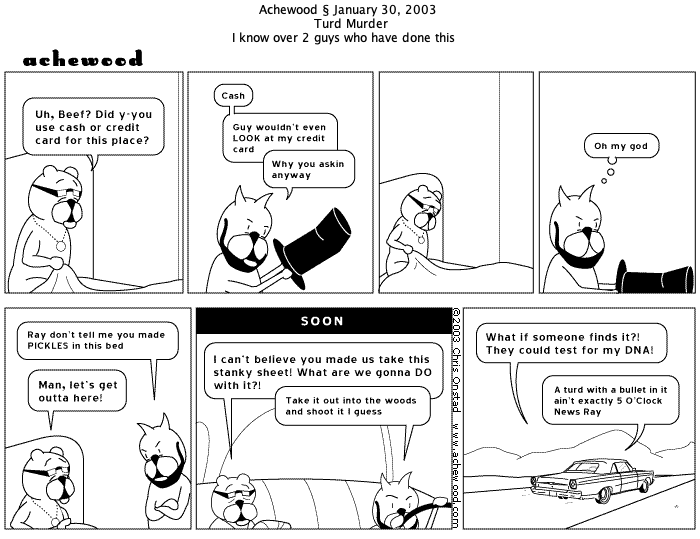 Achewood § January 30, 2003
Turd Murder
I know over 2 guys who have done this
achewood
Uh, Beef? Did y-you
use cash or credit
card for this place?
Cash
Guy wouldn't even
LOOK at my credit
card
Why you askin
anyway
Oh my god
Ray don't tell me you made
PICKLES in this bed
Man, let's get
outta here!
SOON
I can't believe you made us take this
stanky sheet! What are we gonna DO
with it?!
Take it out into the woods
and shoot it I guess
©2003 Chris Onstad www.achewood.com
What if someone finds it?!
They could test for my DNA!
A turd with a bullet in it
ain't exactly 5 O'Clock
News Ray